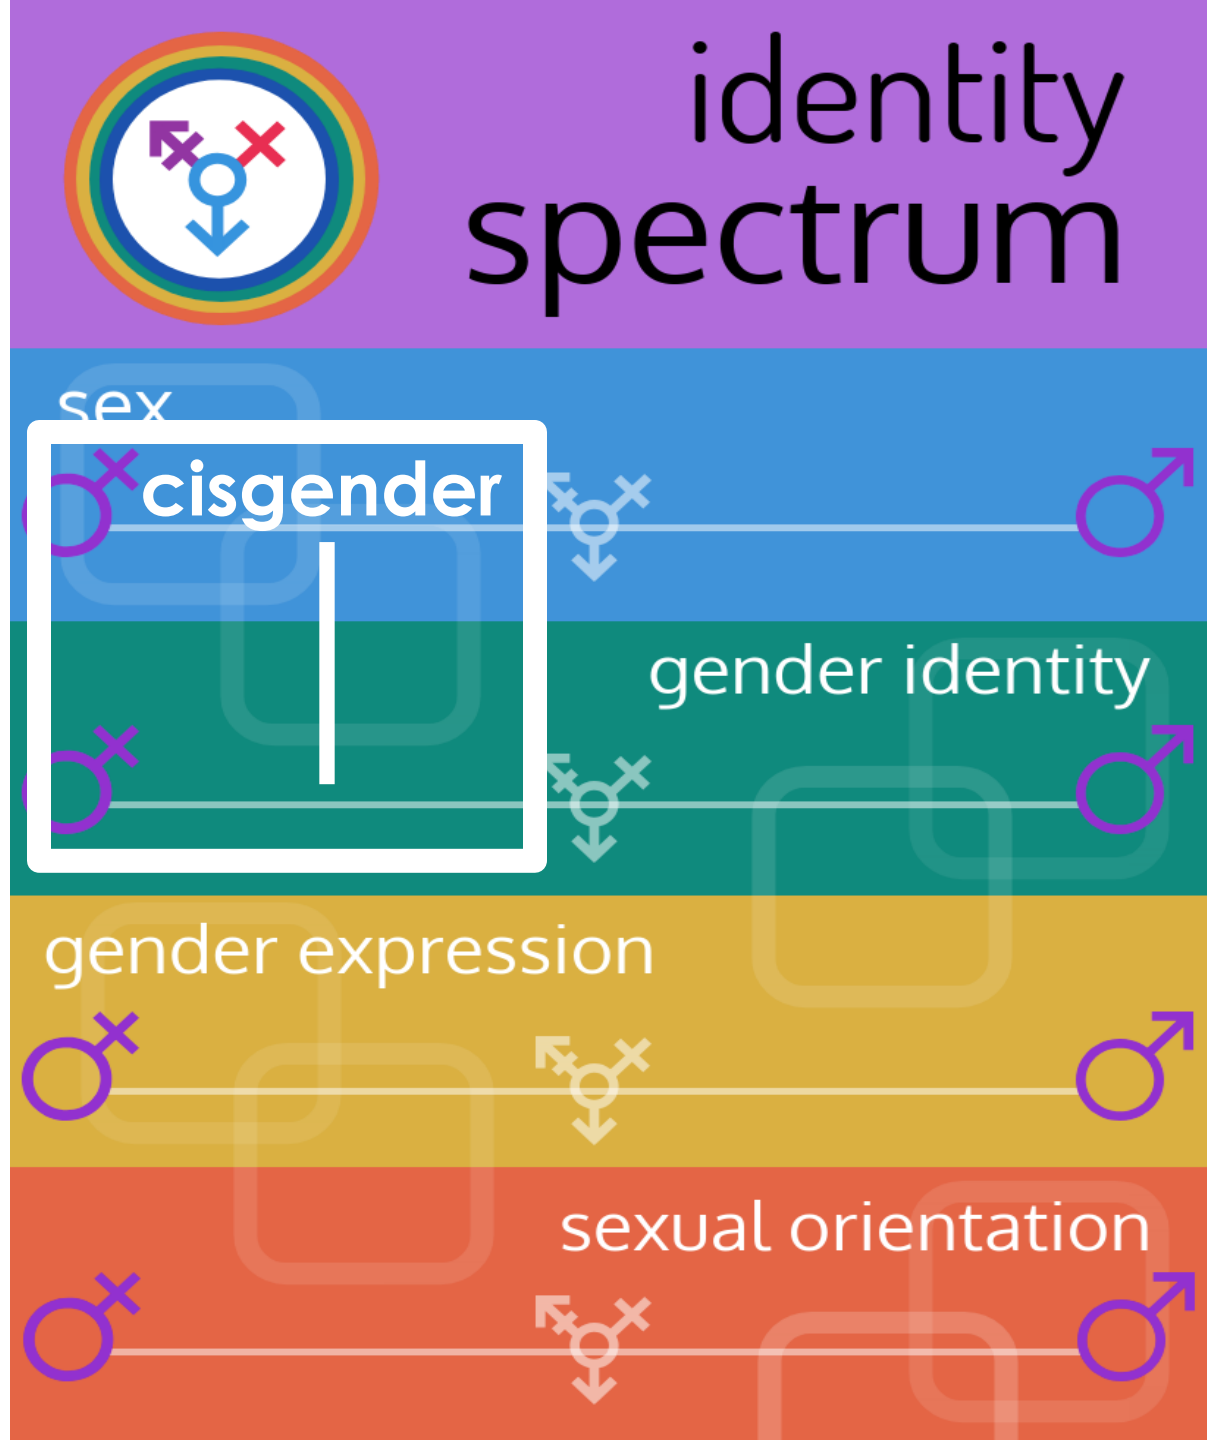 identity
spectrum
sex
cisgender
gender identity
gender expression
sexual orientation